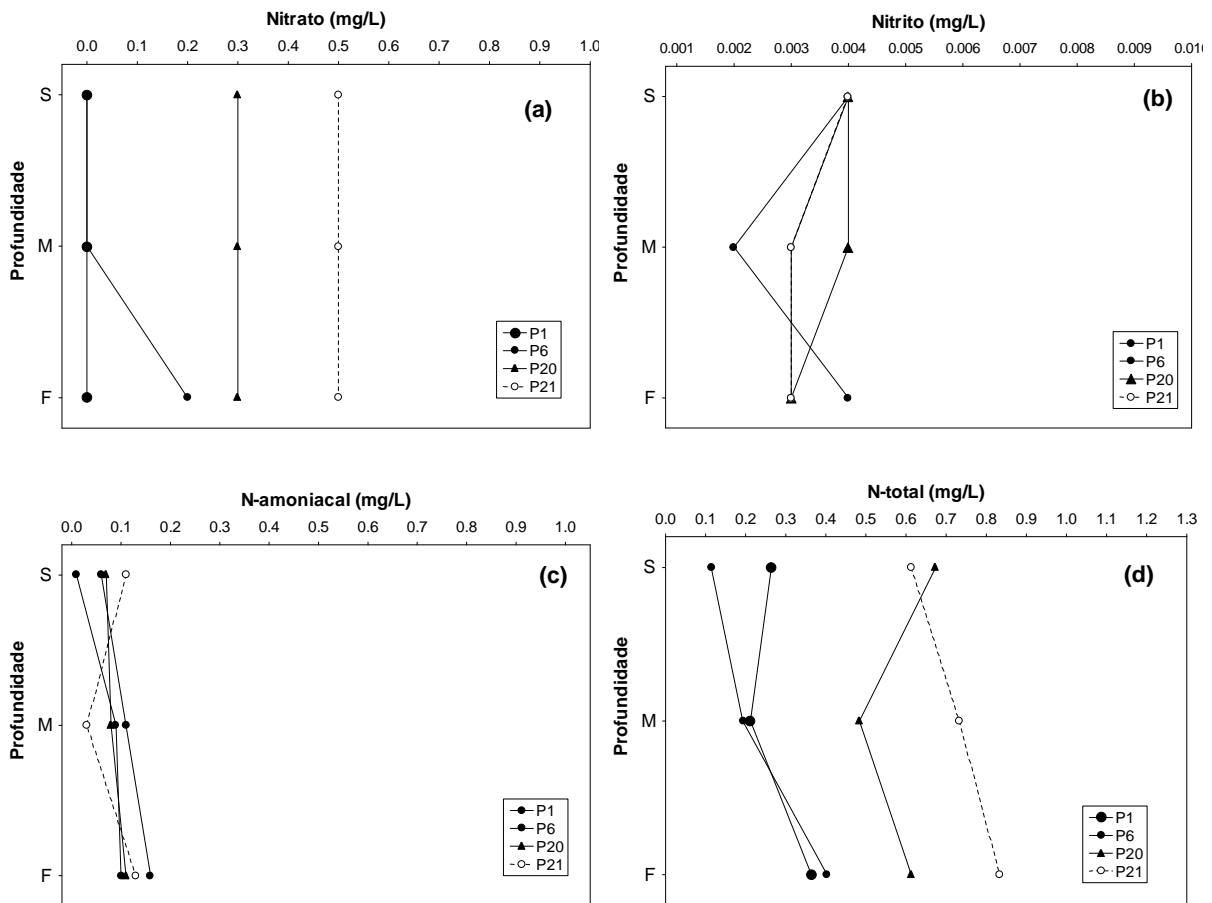 Nitrato (mg/L)
0.0 0.1 0.2 0.3 0.4 0.5 0.6 0.7 0.8 0.9 1.0
S
M
F
Profundidade
(a)
P1
P6
P20
P21
Nitrito (mg/L)
0.001 0.002 0.003 0.004 0.005 0.006 0.007 0.008 0.009 0.010
S
M
F
Profundidade
(b)
P1
P6
P20
P21
N-amoniacal (mg/L)
0.0 0.1 0.2 0.3 0.4 0.5 0.6 0.7 0.8 0.9 1.0
S
M
F
Profundidade
(c)
P1
P6
P20
P21
N-total (mg/L)
0.0 0.1 0.2 0.3 0.4 0.5 0.6 0.7 0.8 0.9 1.0 1.1 1.2 1.3
S
M
F
Profundidade
(d)
P1
P6
P20
P21